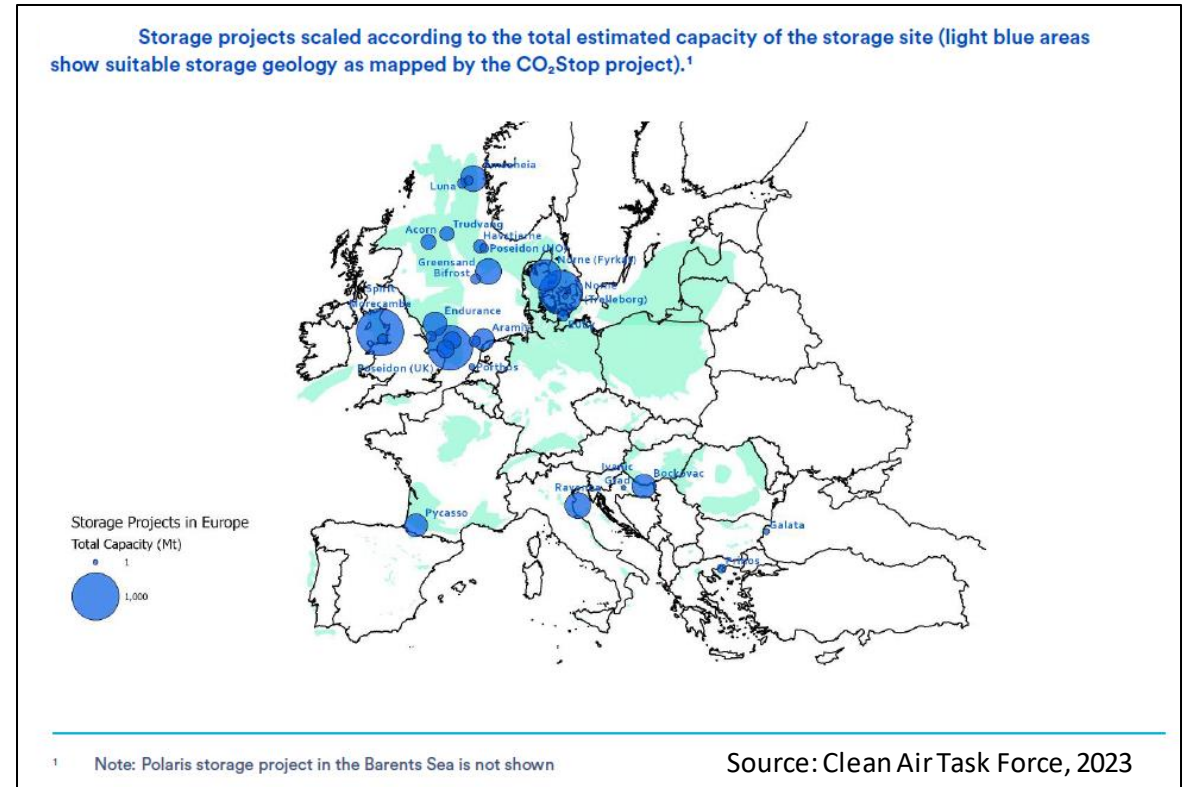 Storage projects scaled according to the total estimated capacity of the storage site (light blue areas
show suitable storage geology as mapped by the CO₂Stop project).¹
Luna
Trudvang
Acorn
Havstjerne
Poseidon (NO)
Greensand
Norne (Fyrkat)
Bifrost
Norne
(Trelleborg)
Spirit
Morecambe
Endurance
Aramis
Poseidon (UK)
Porthos
Ivanic
Bockovac
Grad
Ravenna
Pycasso
Galata
Prinos
Storage Projects in Europe
Total Capacity (Mt)
1
1,000
¹ Note: Polaris storage project in the Barents Sea is not shown
Source: Clean Air Task Force, 2023